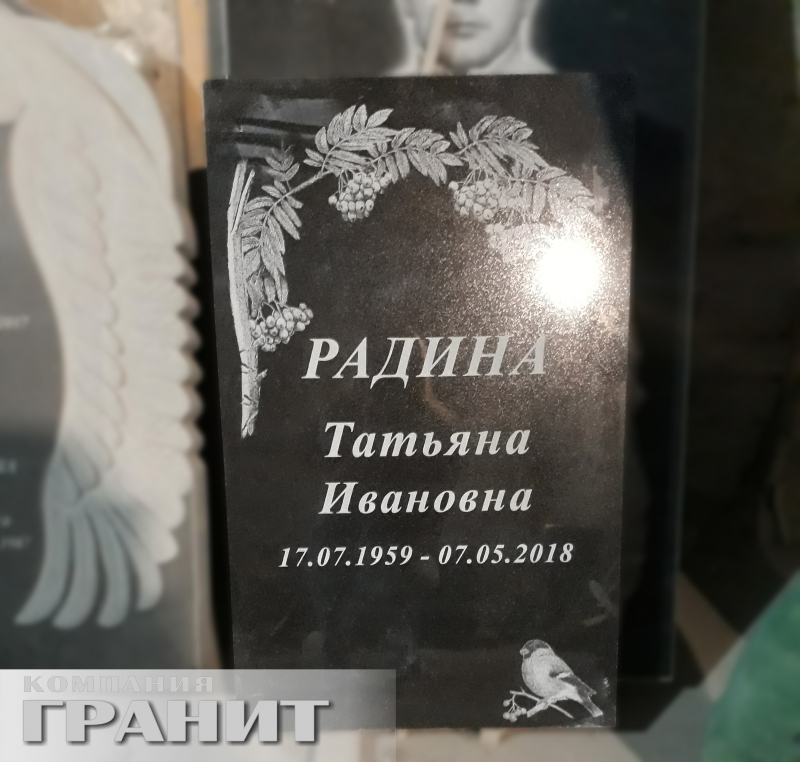 РАДИНА
Татьяна
Ивановна
17.07.1959 - 07.05.2018
КОМПАНИЯ
ГРАНИТ